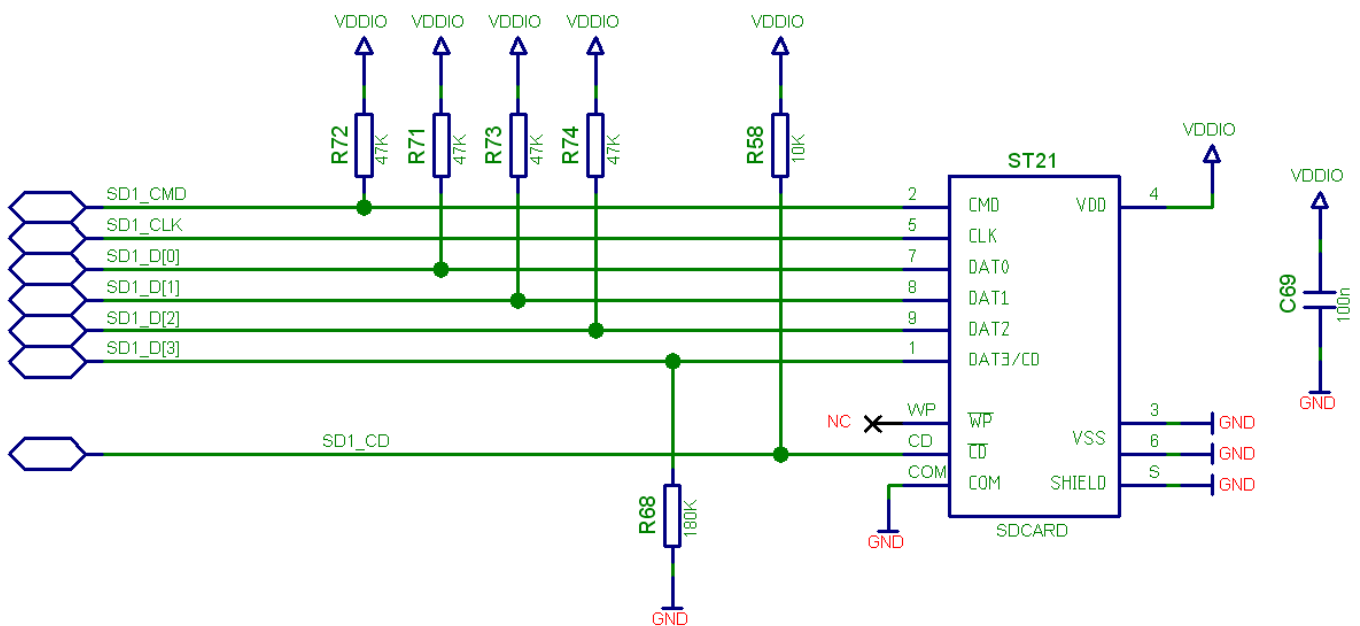 VDDIO VDDIO VDDIO VDDIO VDDIO
R72 47K R71 47K R73 47K R74 47K R58 10K
VDDIO
ST21
VDDIO
SD1_CMD 2 CMD VDD 4
SD1_CLK 5 CLK
SD1_D[0] 7 DAT0
C69 100n
SD1_D[1] 8 DAT1
SD1_D[2] 9 DAT2
SD1_D[3] 1 DAT3/CD
GND
NC WP WP 3 GND
VSS
SD1_CD CD CD 6 GND
COM COM SHIELD S GND
R68 180K
SDCARD
GND
GND